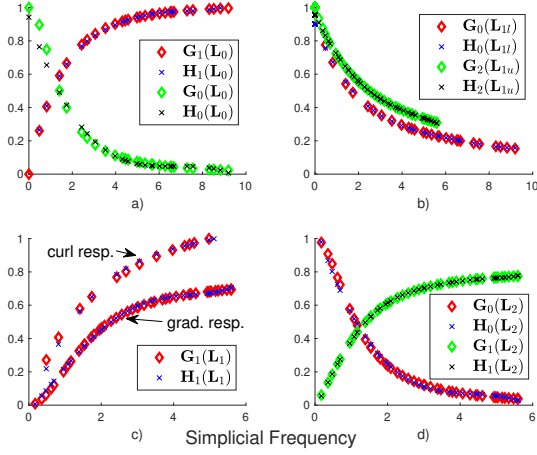 1
0.8
0.6
0.4
0.2
0
0 2 4 6 8 10
G₁(L₀)
H₁(L₀)
G₀(L₀)
H₀(L₀)
a)
1
0.8
0.6
0.4
0.2
0
0 2 4 6 8 10
G₀(L₁ₗ)
H₀(L₁ₗ)
G₂(L₁ᵤ)
H₂(L₁ᵤ)
b)
1
0.8
0.6
0.4
0.2
0
0 2 4 6
curl resp.
grad. resp.
G₁(L₁)
H₁(L₁)
c)
1
0.8
0.6
0.4
0.2
0
0 2 4 6
G₀(L₂)
H₀(L₂)
G₁(L₂)
H₁(L₂)
d)
Simplicial Frequency